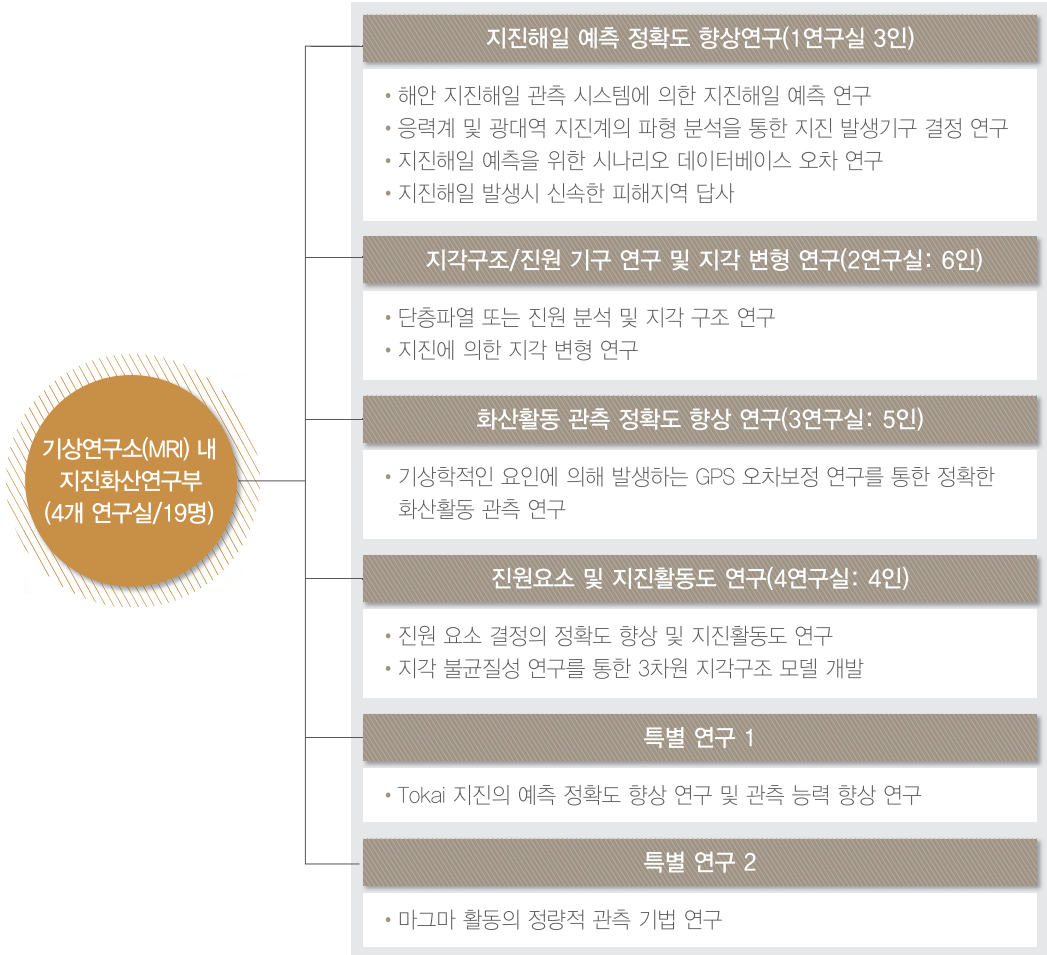 기상연구소(MRI) 내
지진화산연구부
(4개 연구실/19명)
지진해일 예측 정확도 향상연구(1연구실 3인)
• 해안 지진해일 관측 시스템에 의한 지진해일 예측 연구
• 응력계 및 광대역 지진계의 파형 분석을 통한 지진 발생기구 결정 연구
• 지진해일 예측을 위한 시나리오 데이터베이스 오차 연구
• 지진해일 발생시 신속한 피해지역 답사
지각구조/진원 기구 연구 및 지각 변형 연구(2연구실: 6인)
• 단층파열 또는 진원 분석 및 지각 구조 연구
• 지진에 의한 지각 변형 연구
화산활동 관측 정확도 향상 연구(3연구실: 5인)
• 기상학적인 요인에 의해 발생하는 GPS 오차보정 연구를 통한 정확한
화산활동 관측 연구
진원요소 및 지진활동도 연구(4연구실: 4인)
• 진원 요소 결정의 정확도 향상 및 지진활동도 연구
• 지각 불균질성 연구를 통한 3차원 지각구조 모델 개발
특별 연구 1
• Tokai 지진의 예측 정확도 향상 연구 및 관측 능력 향상 연구
특별 연구 2
• 마그마 활동의 정량적 관측 기법 연구